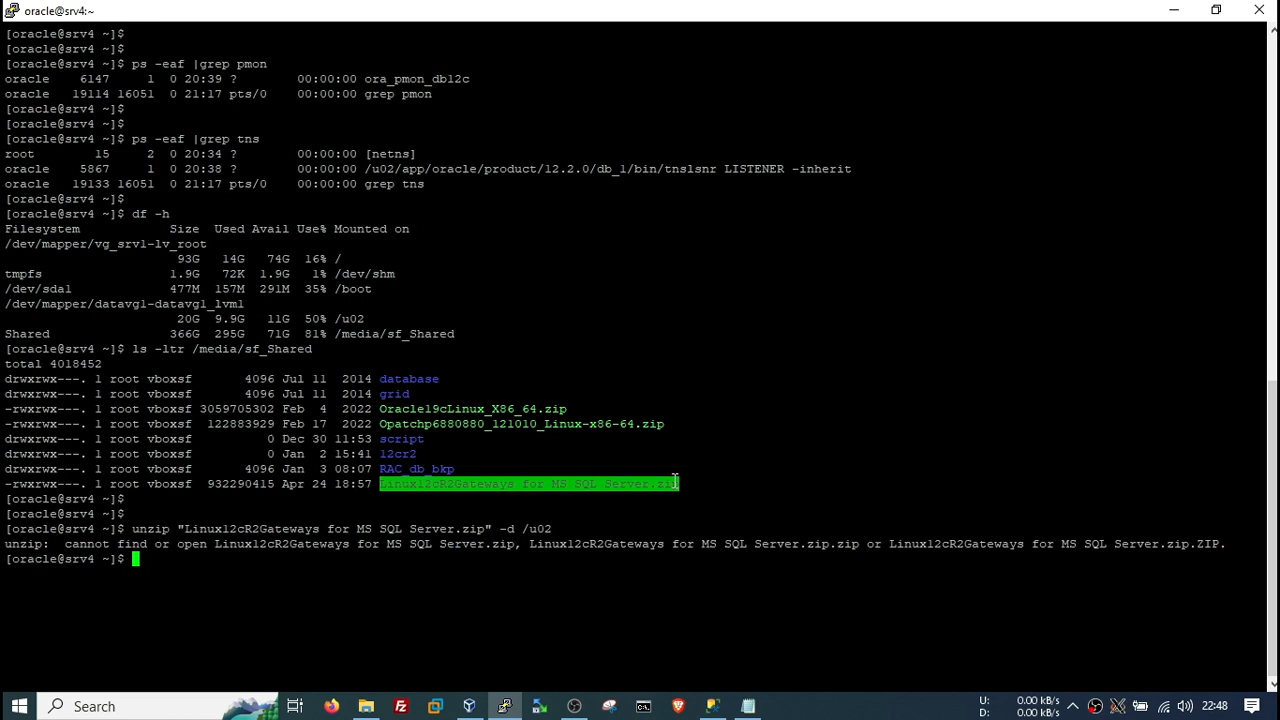 oracle@srv4:~
[oracle@srv4 ~]$
[oracle@srv4 ~]$
[oracle@srv4 ~]$ ps -eaf |grep pmon
oracle 6147 1 0 20:39 ? 00:00:00 ora_pmon_db12c
oracle 19114 16051 0 21:17 pts/0 00:00:00 grep pmon
[oracle@srv4 ~]$
[oracle@srv4 ~]$
[oracle@srv4 ~]$ ps -eaf |grep tns
root 15 2 0 20:34 ? 00:00:00 [netns]
oracle 5867 1 0 20:38 ? 00:00:00 /u02/app/oracle/product/12.2.0/db_1/bin/tnslsnr LISTENER -inherit
oracle 19133 16051 0 21:17 pts/0 00:00:00 grep tns
[oracle@srv4 ~]$
[oracle@srv4 ~]$ df -h
Filesystem Size Used Avail Use% Mounted on
/dev/mapper/vg_srv1-lv_root
93G 14G 74G 16% /
tmpfs 1.9G 72K 1.9G 1% /dev/shm
/dev/sda1 477M 157M 291M 35% /boot
/dev/mapper/datavg1-datavg1_lvm1
20G 9.9G 11G 50% /u02
Shared 366G 295G 71G 81% /media/sf_Shared
[oracle@srv4 ~]$ ls -ltr /media/sf_Shared
total 4018452
drwxrwx---. 1 root vboxsf 4096 Jul 11 2014 database
drwxrwx---. 1 root vboxsf 4096 Jul 11 2014 grid
-rwxrwx---. 1 root vboxsf 3059705302 Feb 4 2022 Oracle19cLinux_X86_64.zip
-rwxrwx---. 1 root vboxsf 122883929 Feb 17 2022 Opatchp6880880_121010_Linux-x86-64.zip
drwxrwx---. 1 root vboxsf 0 Dec 30 11:53 script
drwxrwx---. 1 root vboxsf 0 Jan 2 15:41 12cr2
drwxrwx---. 1 root vboxsf 4096 Jan 3 08:07 RAC_db_bkp
-rwxrwx---. 1 root vboxsf 932290415 Apr 24 18:57 Linux12cR2Gateways for MS SQL Server.zip
[oracle@srv4 ~]$
[oracle@srv4 ~]$
[oracle@srv4 ~]$ unzip "Linux12cR2Gateways for MS SQL Server.zip" -d /u02
unzip:  cannot find or open Linux12cR2Gateways for MS SQL Server.zip, Linux12cR2Gateways for MS SQL Server.zip.zip or Linux12cR2Gateways for MS SQL Server.zip.ZIP.
[oracle@srv4 ~]$
Search
U: 0.00 kB/s
D: 0.00 kB/s
22:48